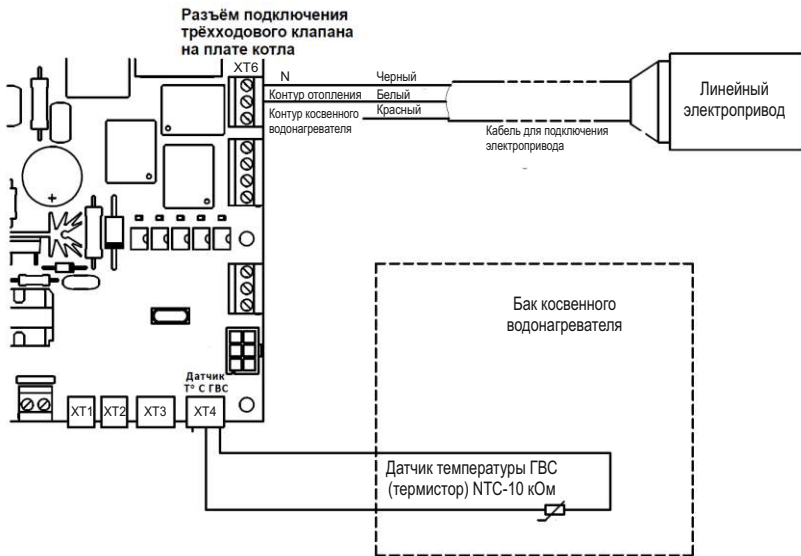 Разъём подключения
трёхходового клапана
на плате котла
XT6
N
Черный
Контур отопления
Белый
Контур косвенного
водонагревателя
Красный
Кабель для подключения
электропривода
Линейный
электропривод
Бак косвенного
водонагревателя
Датчик
T° С ГВС
XT1
XT2
XT3
XT4
Датчик температуры ГВС
(термистор) NTC-10 кОм